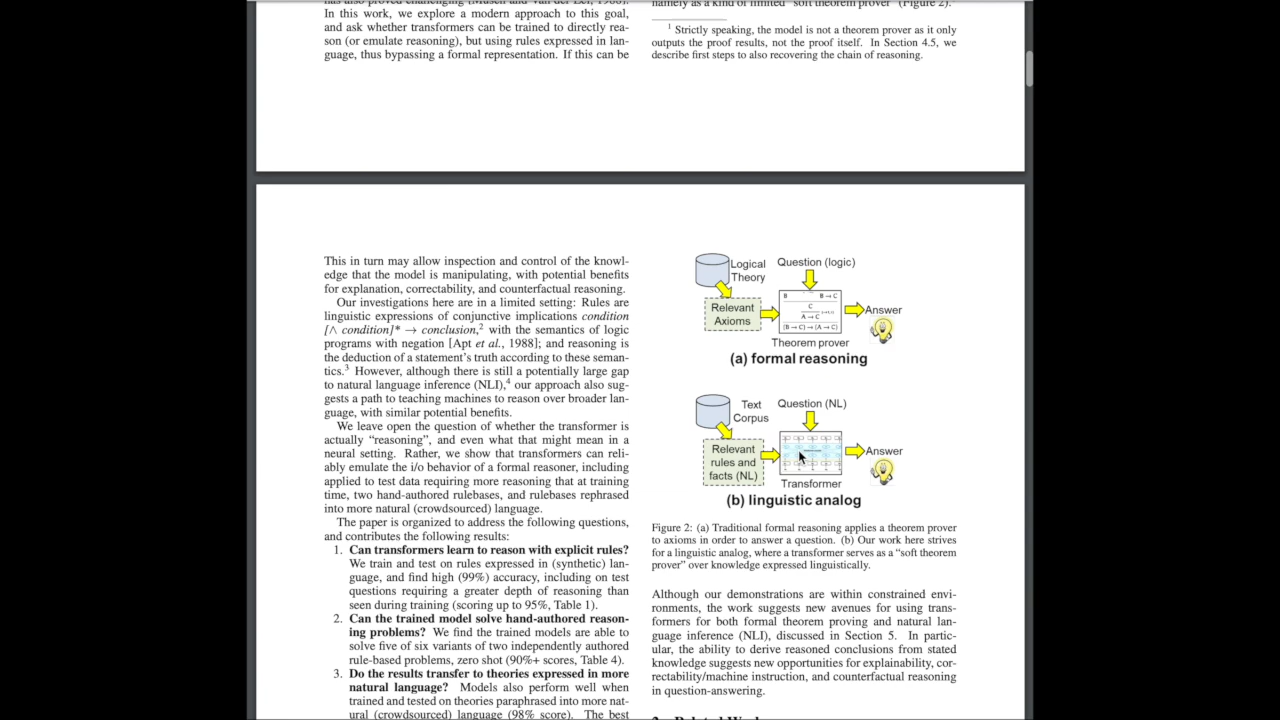 In this work, we explore a modern approach to this goal,
and ask whether transformers can be trained to directly rea-
son (or emulate reasoning), but using rules expressed in lan-
guage, thus bypassing a formal representation. If this can be
namely as a kind of limited "soft theorem prover" (Figure 2).
1 Strictly speaking, the model is not a theorem prover as it only
outputs the proof results, not the proof itself. In Section 4.5, we
describe first steps to also recovering the chain of reasoning.
This in turn may allow inspection and control of the knowl-
edge that the model is manipulating, with potential benefits
for explanation, correctability, and counterfactual reasoning.
Our investigations here are in a limited setting: Rules are
linguistic expressions of conjunctive implications condition
[∧ condition]* → conclusion,2 with the semantics of logic
programs with negation [Apt et al., 1988]; and reasoning is
the deduction of a statement's truth according to these seman-
tics.3 However, although there is still a potentially large gap
to natural language inference (NLI),4 our approach also sug-
gests a path to teaching machines to reason over broader lan-
guage, with similar potential benefits.
We leave open the question of whether the transformer is
actually "reasoning", and even what that might mean in a
neural setting. Rather, we show that transformers can reli-
ably emulate the i/o behavior of a formal reasoner, including
applied to test data requiring more reasoning that at training
time, two hand-authored rulebases, and rulebases rephrased
into more natural (crowdsourced) language.
The paper is organized to address the following questions,
and contributes the following results:
1. Can transformers learn to reason with explicit rules?
We train and test on rules expressed in (synthetic) lan-
guage, and find high (99%) accuracy, including on test
questions requiring a greater depth of reasoning than
seen during training (scoring up to 95%, Table 1).
2. Can the trained model solve hand-authored reason-
ing problems? We find the trained models are able to
solve five of six variants of two independently authored
rule-based problems, zero shot (90%+ scores, Table 4).
3. Do the results transfer to theories expressed in more
natural language? Models also perform well when
trained and tested on theories paraphrased into more nat-
ural (crowdsourced) language (98% score). The best
Logical
Theory
Question (logic)
Relevant
Axioms
B B → C
C
A → C
(B → C) → (A → C)
Answer
Theorem prover
(a) formal reasoning
Text
Corpus
Question (NL)
Relevant
rules and
facts (NL)
Answer
Transformer
(b) linguistic analog
Figure 2: (a) Traditional formal reasoning applies a theorem prover
to axioms in order to answer a question. (b) Our work here strives
for a linguistic analog, where a transformer serves as a "soft theorem
prover" over knowledge expressed linguistically.
Although our demonstrations are within constrained envi-
ronments, the work suggests new avenues for using trans-
formers for both formal theorem proving and natural lan-
guage inference (NLI), discussed in Section 5. In partic-
ular, the ability to derive reasoned conclusions from stated
knowledge suggests new opportunities for explainability, cor-
rectability/machine instruction, and counterfactual reasoning
in question-answering.